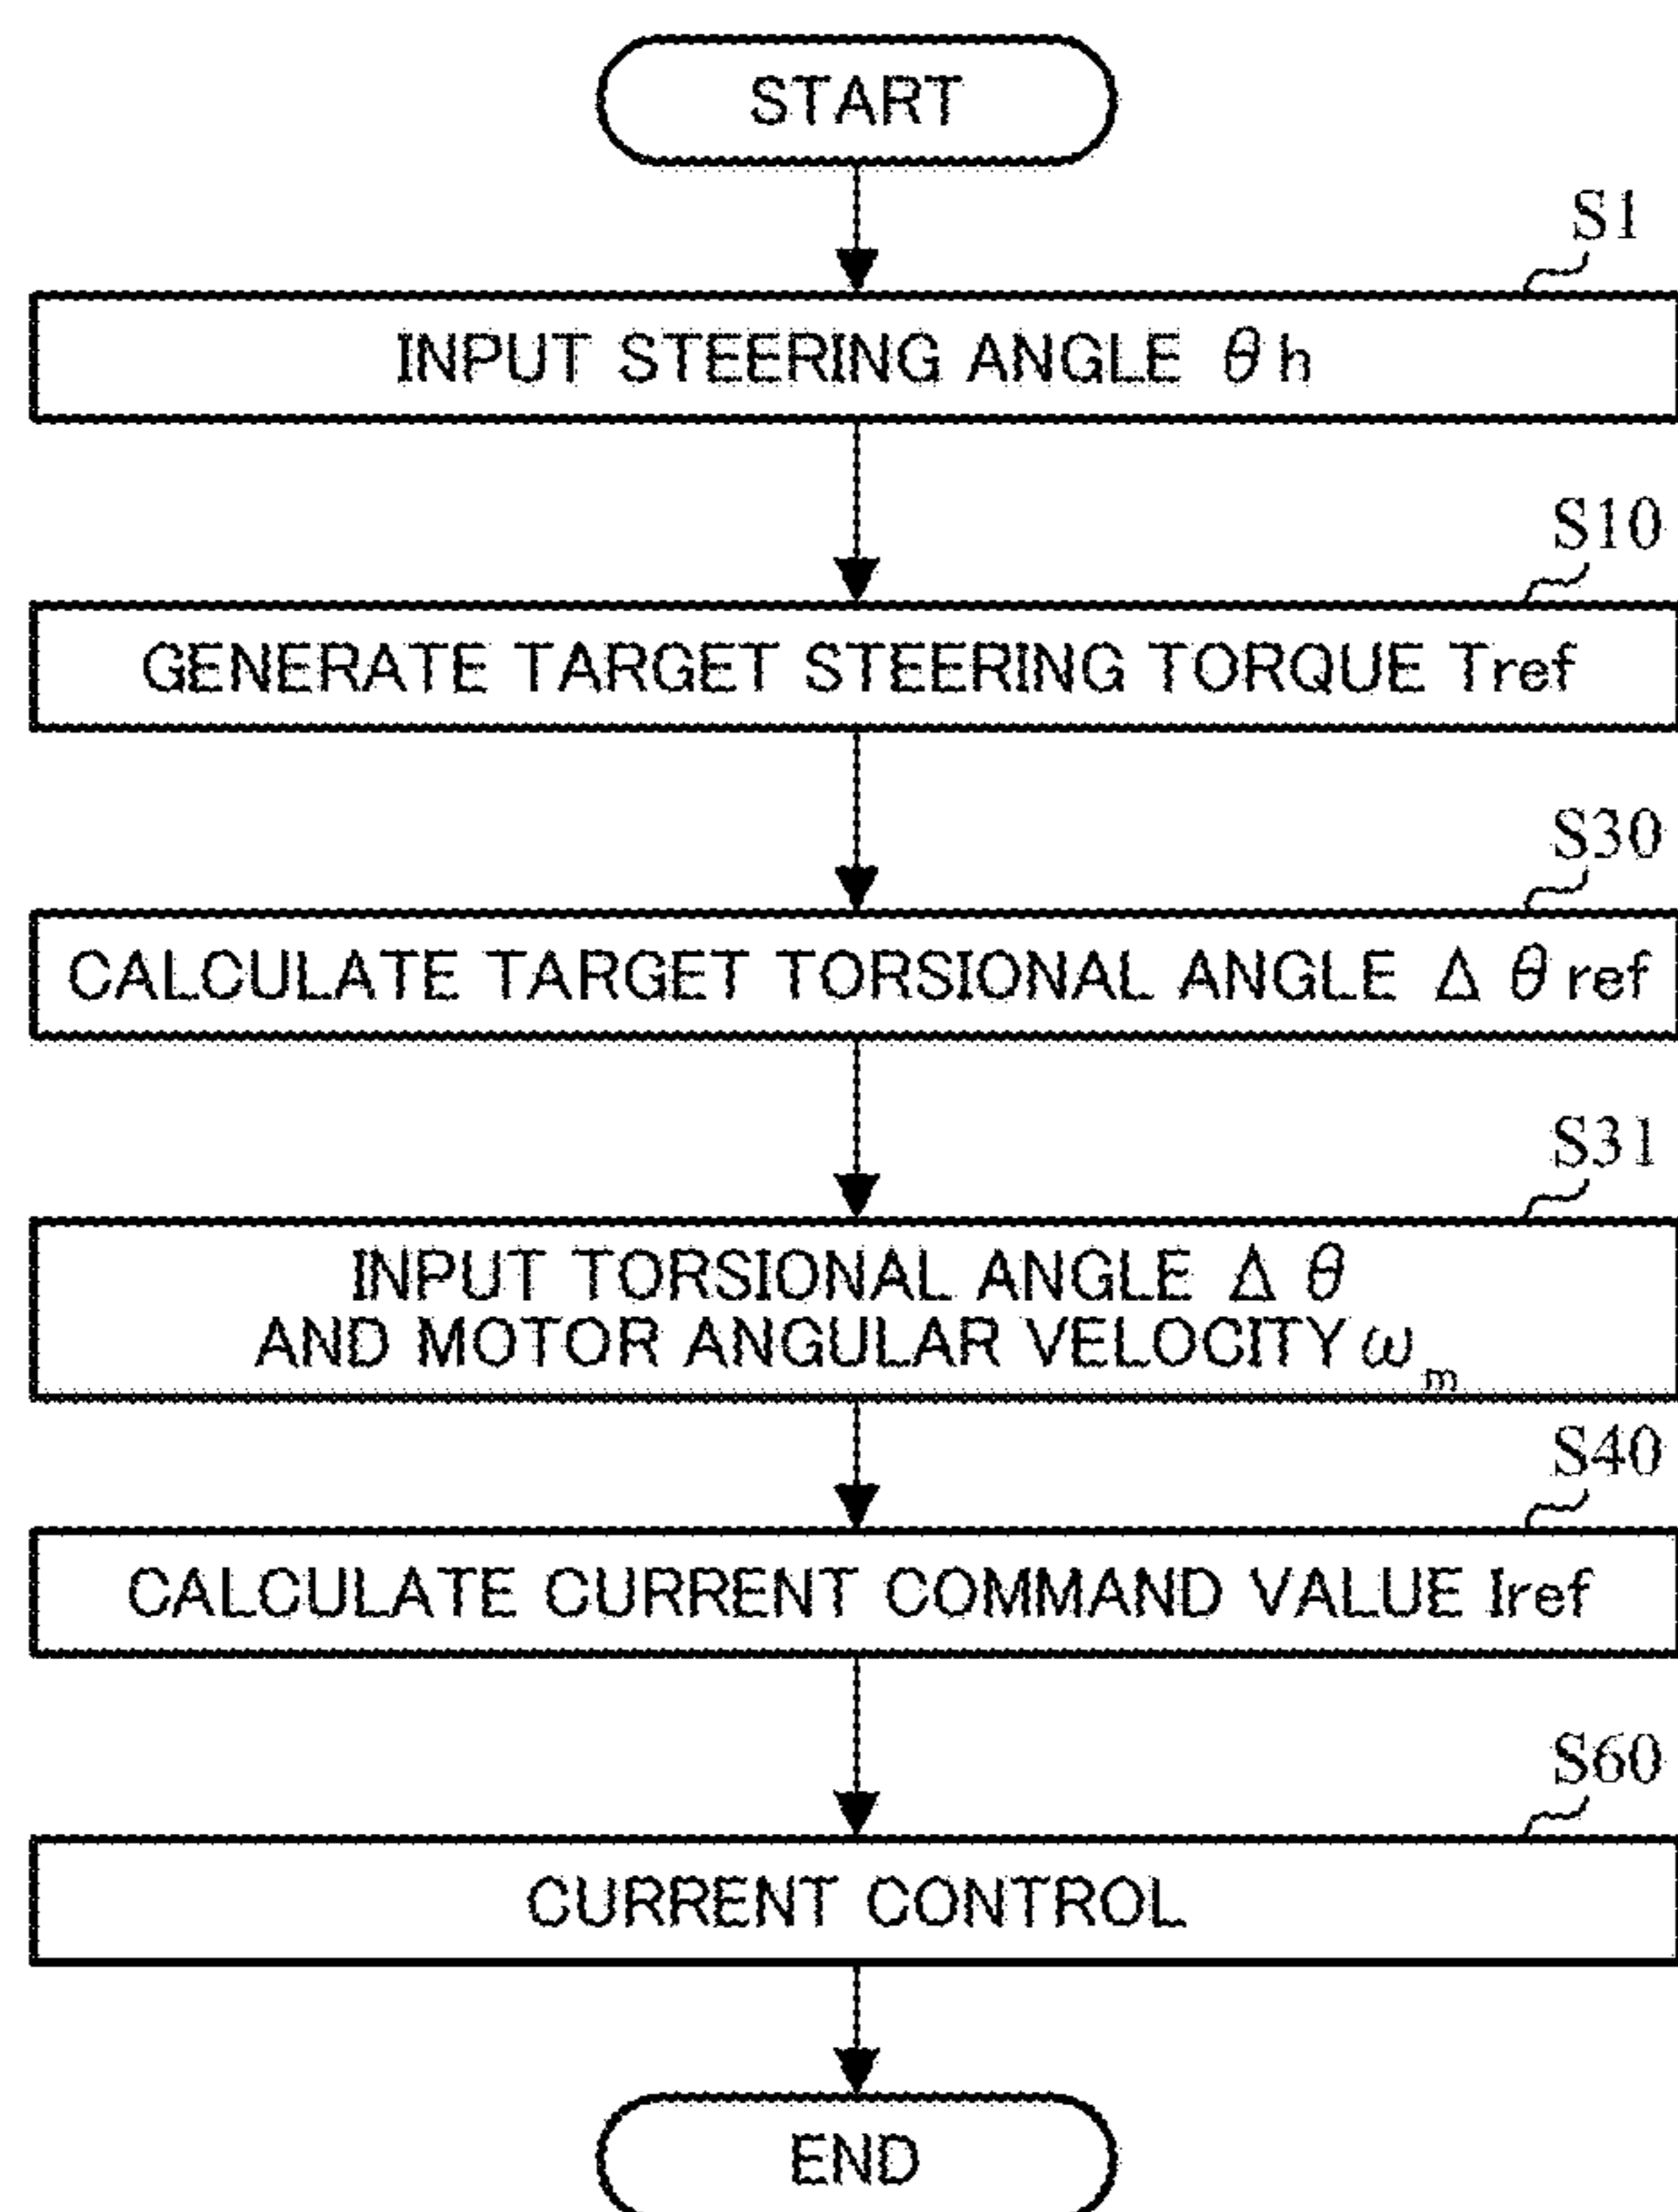 START
S1
INPUT STEERING ANGLE θh
S10
GENERATE TARGET STEERING TORQUE Tref
S30
CALCULATE TARGET TORSIONAL ANGLE Δθref
S31
INPUT TORSIONAL ANGLE Δθ
AND MOTOR ANGULAR VELOCITY ωm
S40
CALCULATE CURRENT COMMAND VALUE Iref
S60
CURRENT CONTROL
END